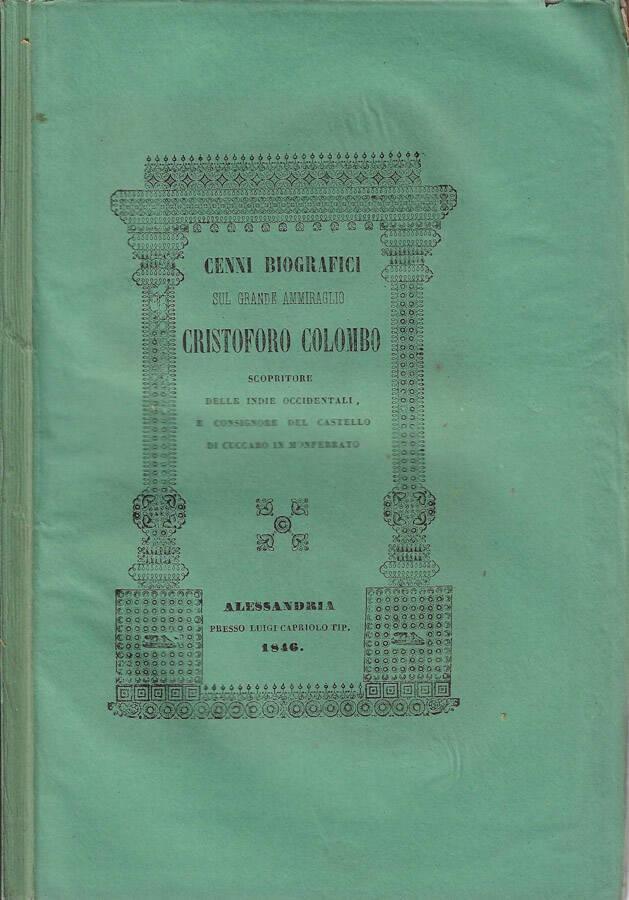 CENNI BIOGRAFICI
SUL GRANDE AMMIRAGLIO
CRISTOFORO COLOMBO
SCOPRITORE
DELLE INDIE OCCIDENTALI,
E CONSIGNORE DEL CASTELLO
DI CUCCARO IN MONFERRATO
ALESSANDRIA
PRESSO LUIGI CAPRIOLO TIP.
1846.